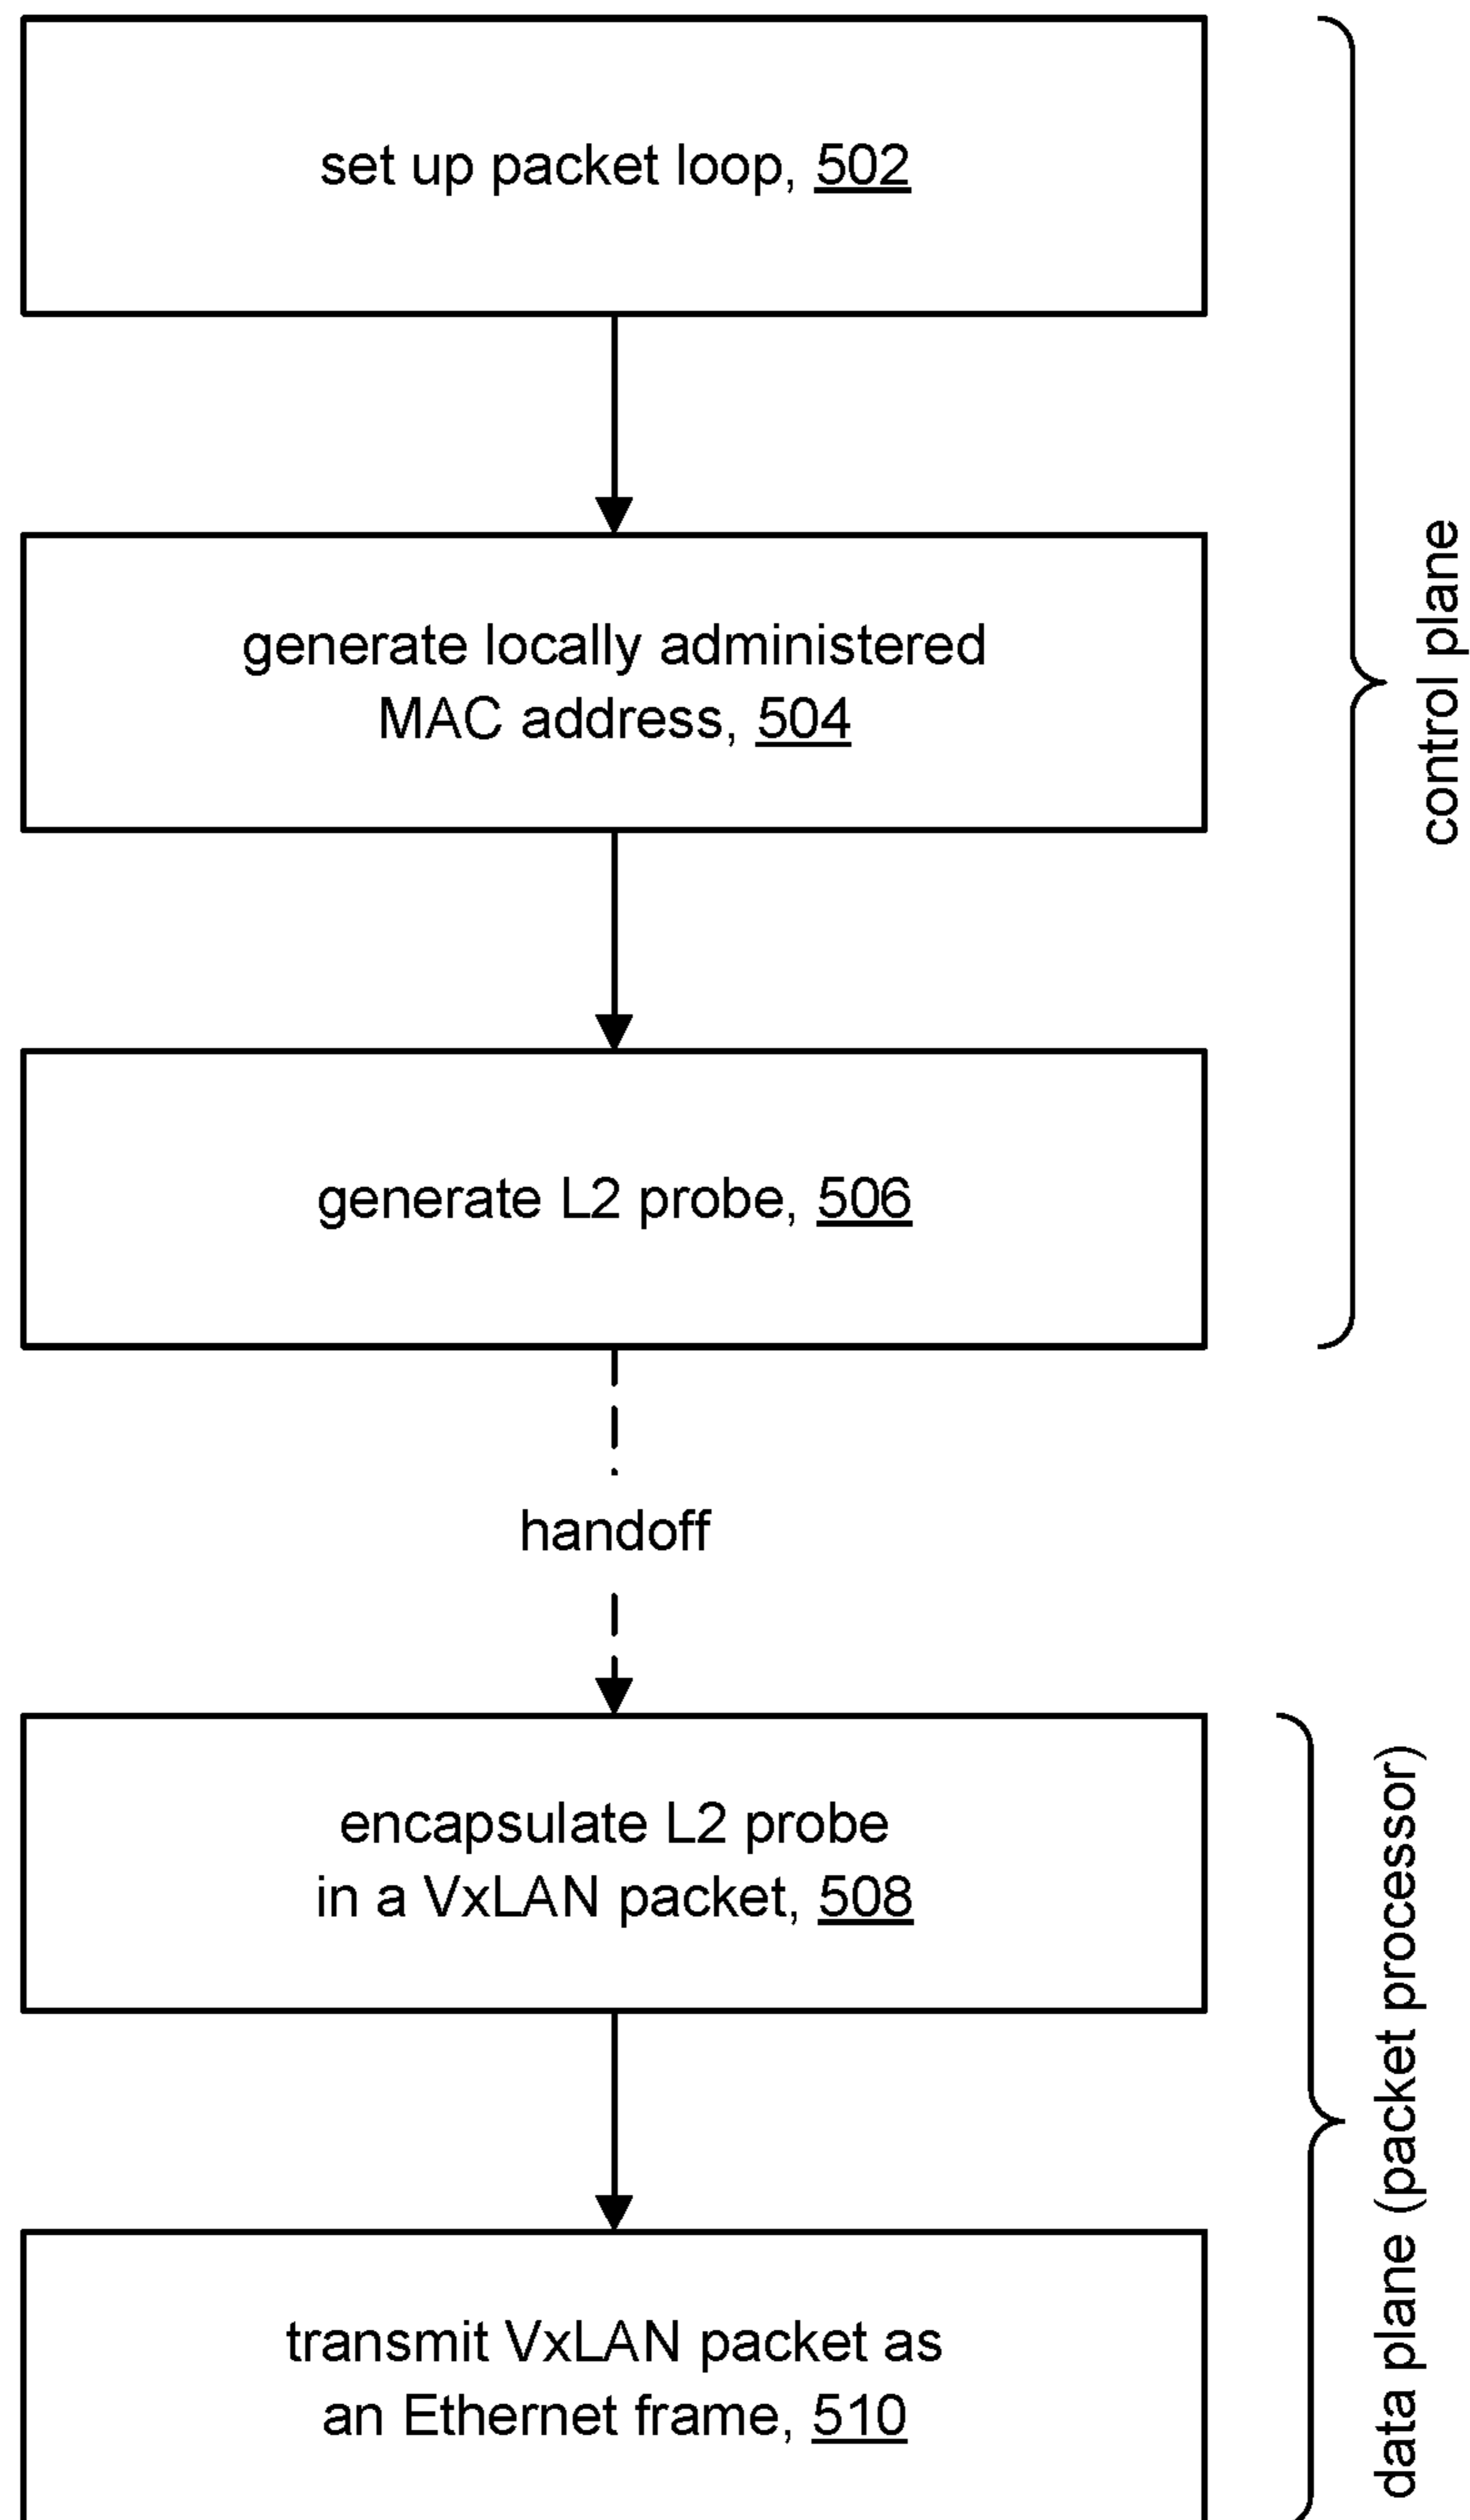 set up packet loop, 502
generate locally administered
MAC address, 504
generate L2 probe, 506
control plane
handoff
encapsulate L2 probe
in a VxLAN packet, 508
transmit VxLAN packet as
an Ethernet frame, 510
data plane (packet processor)